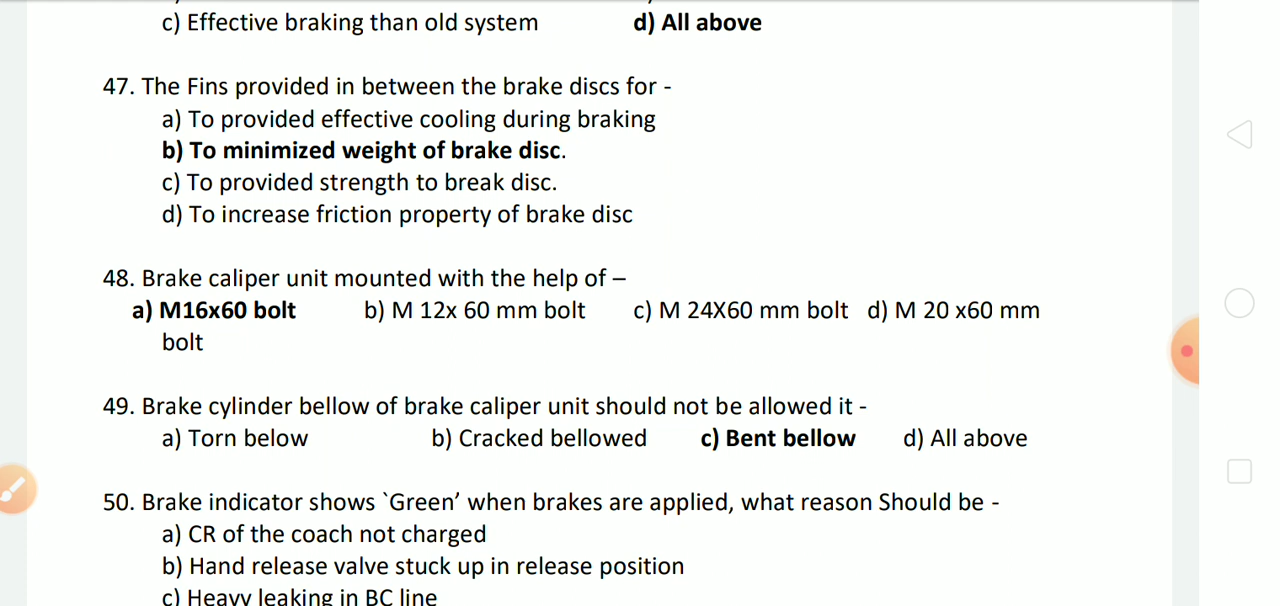 c) Effective braking than old system d) All above
47. The Fins provided in between the brake discs for -
a) To provided effective cooling during braking
b) To minimized weight of brake disc.
c) To provided strength to break disc.
d) To increase friction property of brake disc
48. Brake caliper unit mounted with the help of –
a) M16x60 bolt b) M 12x 60 mm bolt c) M 24X60 mm bolt d) M 20 x60 mm
bolt
49. Brake cylinder bellow of brake caliper unit should not be allowed it -
a) Torn below b) Cracked bellowed c) Bent bellow d) All above
50. Brake indicator shows `Green’ when brakes are applied, what reason Should be -
a) CR of the coach not charged
b) Hand release valve stuck up in release position
c) Heavy leaking in BC line